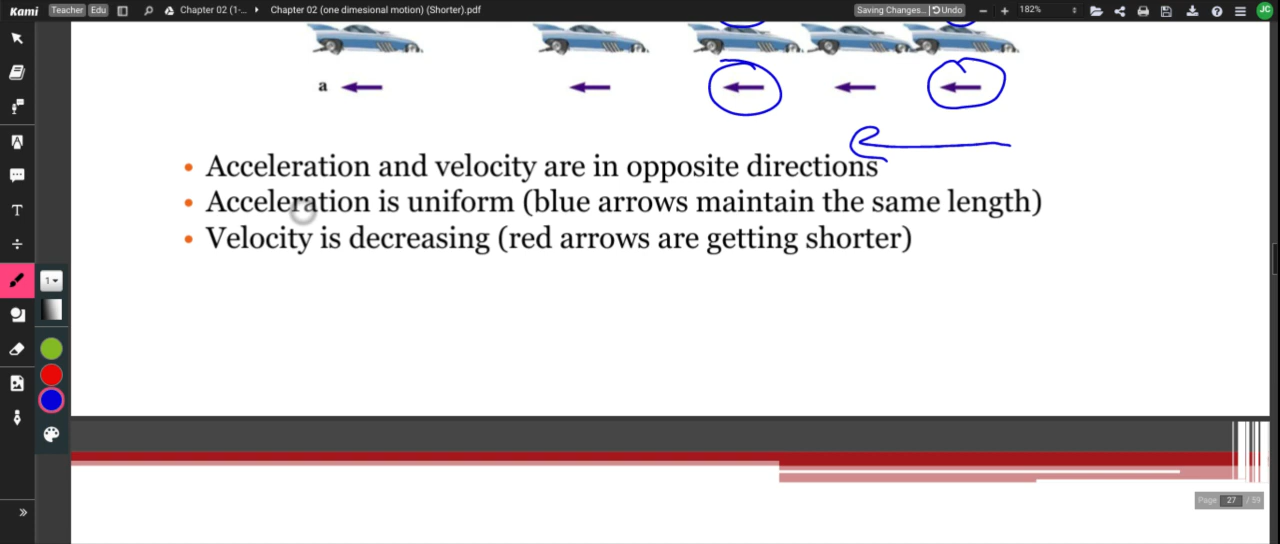 Kami Teacher Edu Chapter 02 (1-... Chapter 02 (one dimesional motion) (Shorter).pdf Saving Changes... Undo 182% JC
a
• Acceleration and velocity are in opposite directions
• Acceleration is uniform (blue arrows maintain the same length)
• Velocity is decreasing (red arrows are getting shorter)
1
Page 27 / 59